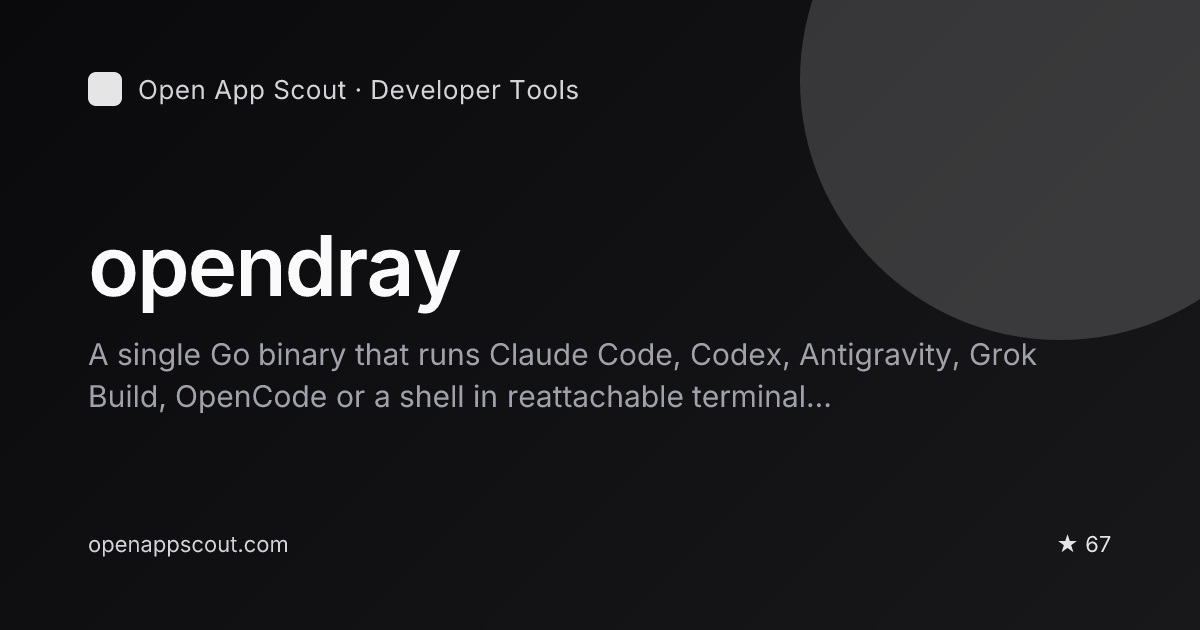 Open App Scout · Developer Tools
opendray
A single Go binary that runs Claude Code, Codex, Antigravity, Grok
Build, OpenCode or a shell in reattachable terminal...
openappscout.com
★ 67